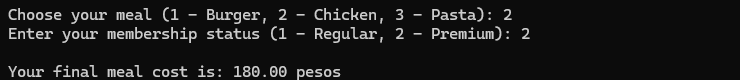 Choose your meal (1 - Burger, 2 - Chicken, 3 - Pasta): 2
Enter your membership status (1 - Regular, 2 - Premium): 2
Your final meal cost is: 180.00 pesos